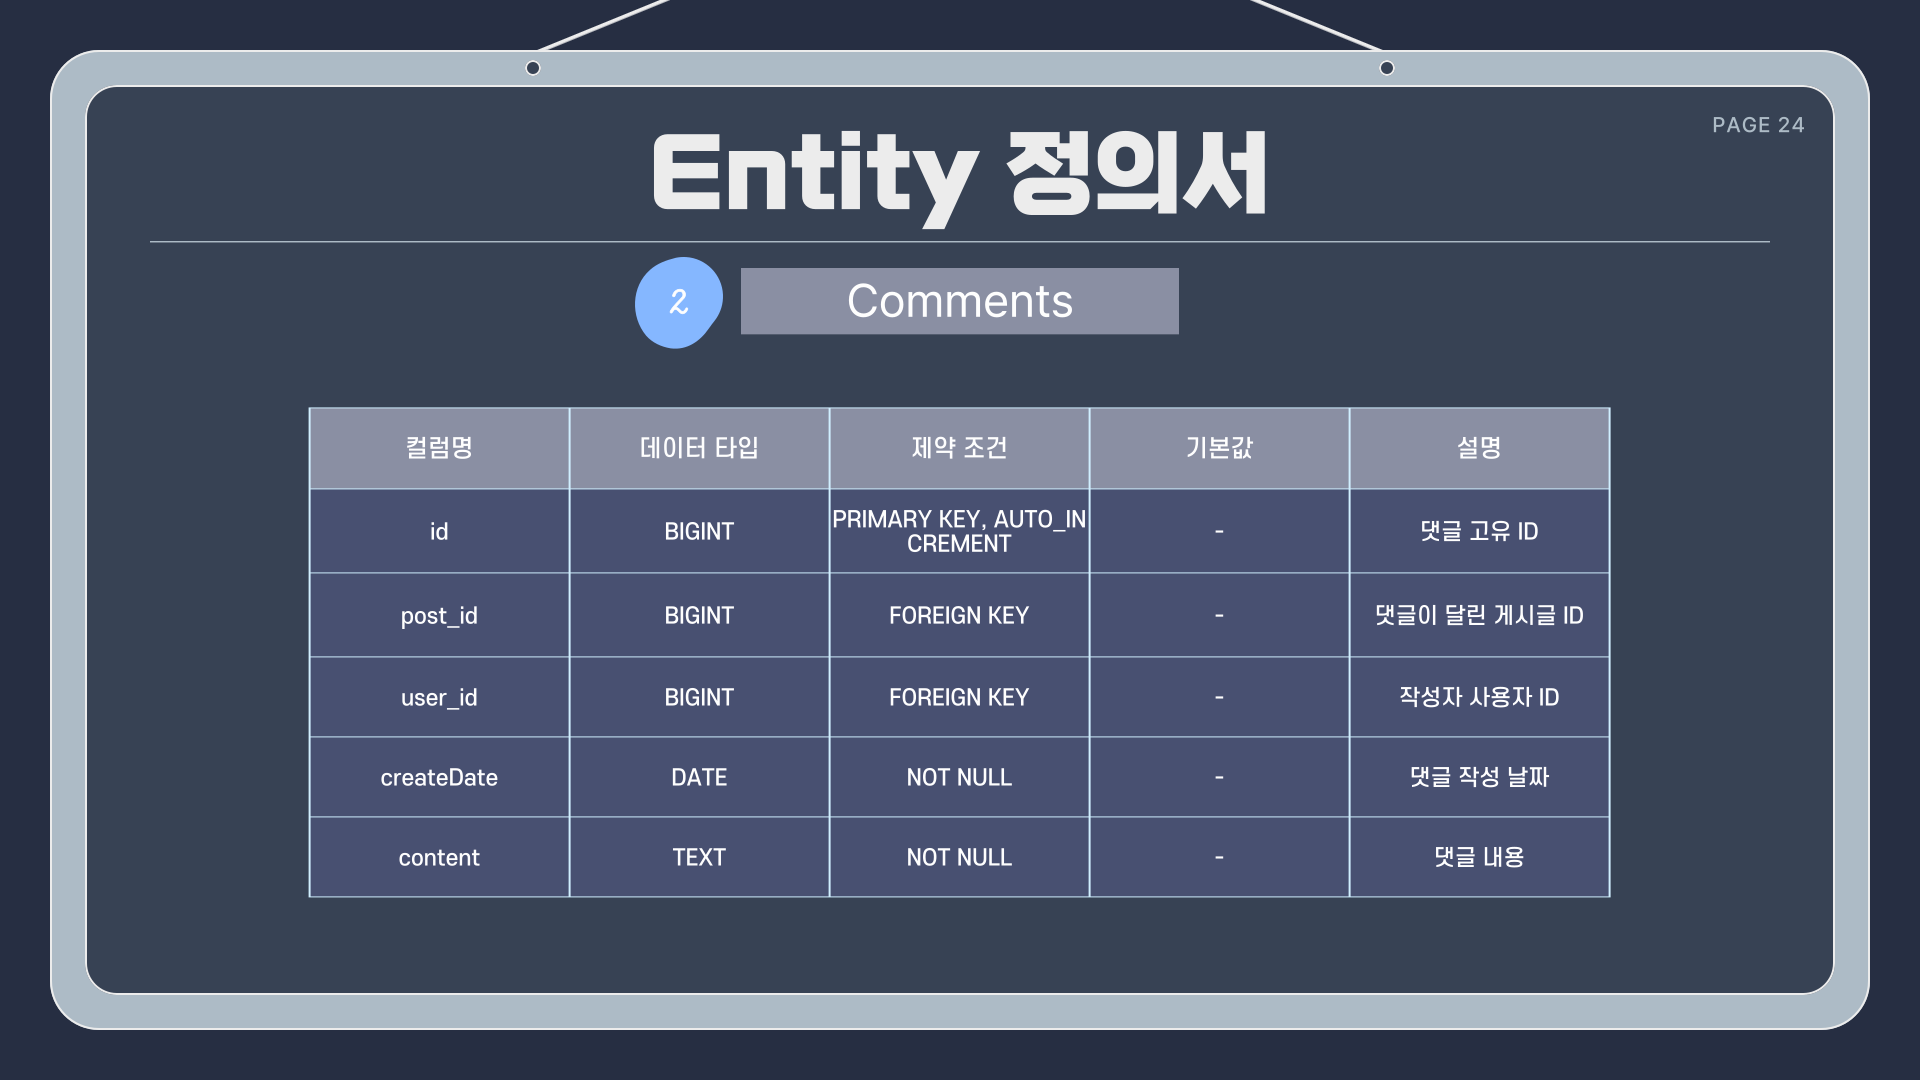 PAGE 24
Entity 정의서
2
Comments
컬럼명 데이터 타입 제약 조건 기본값 설명
id BIGINT PRIMARY KEY, AUTO_IN
CREMENT - 댓글 고유 ID
post_id BIGINT FOREIGN KEY - 댓글이 달린 게시글 ID
user_id BIGINT FOREIGN KEY - 작성자 사용자 ID
createDate DATE NOT NULL - 댓글 작성 날짜
content TEXT NOT NULL - 댓글 내용